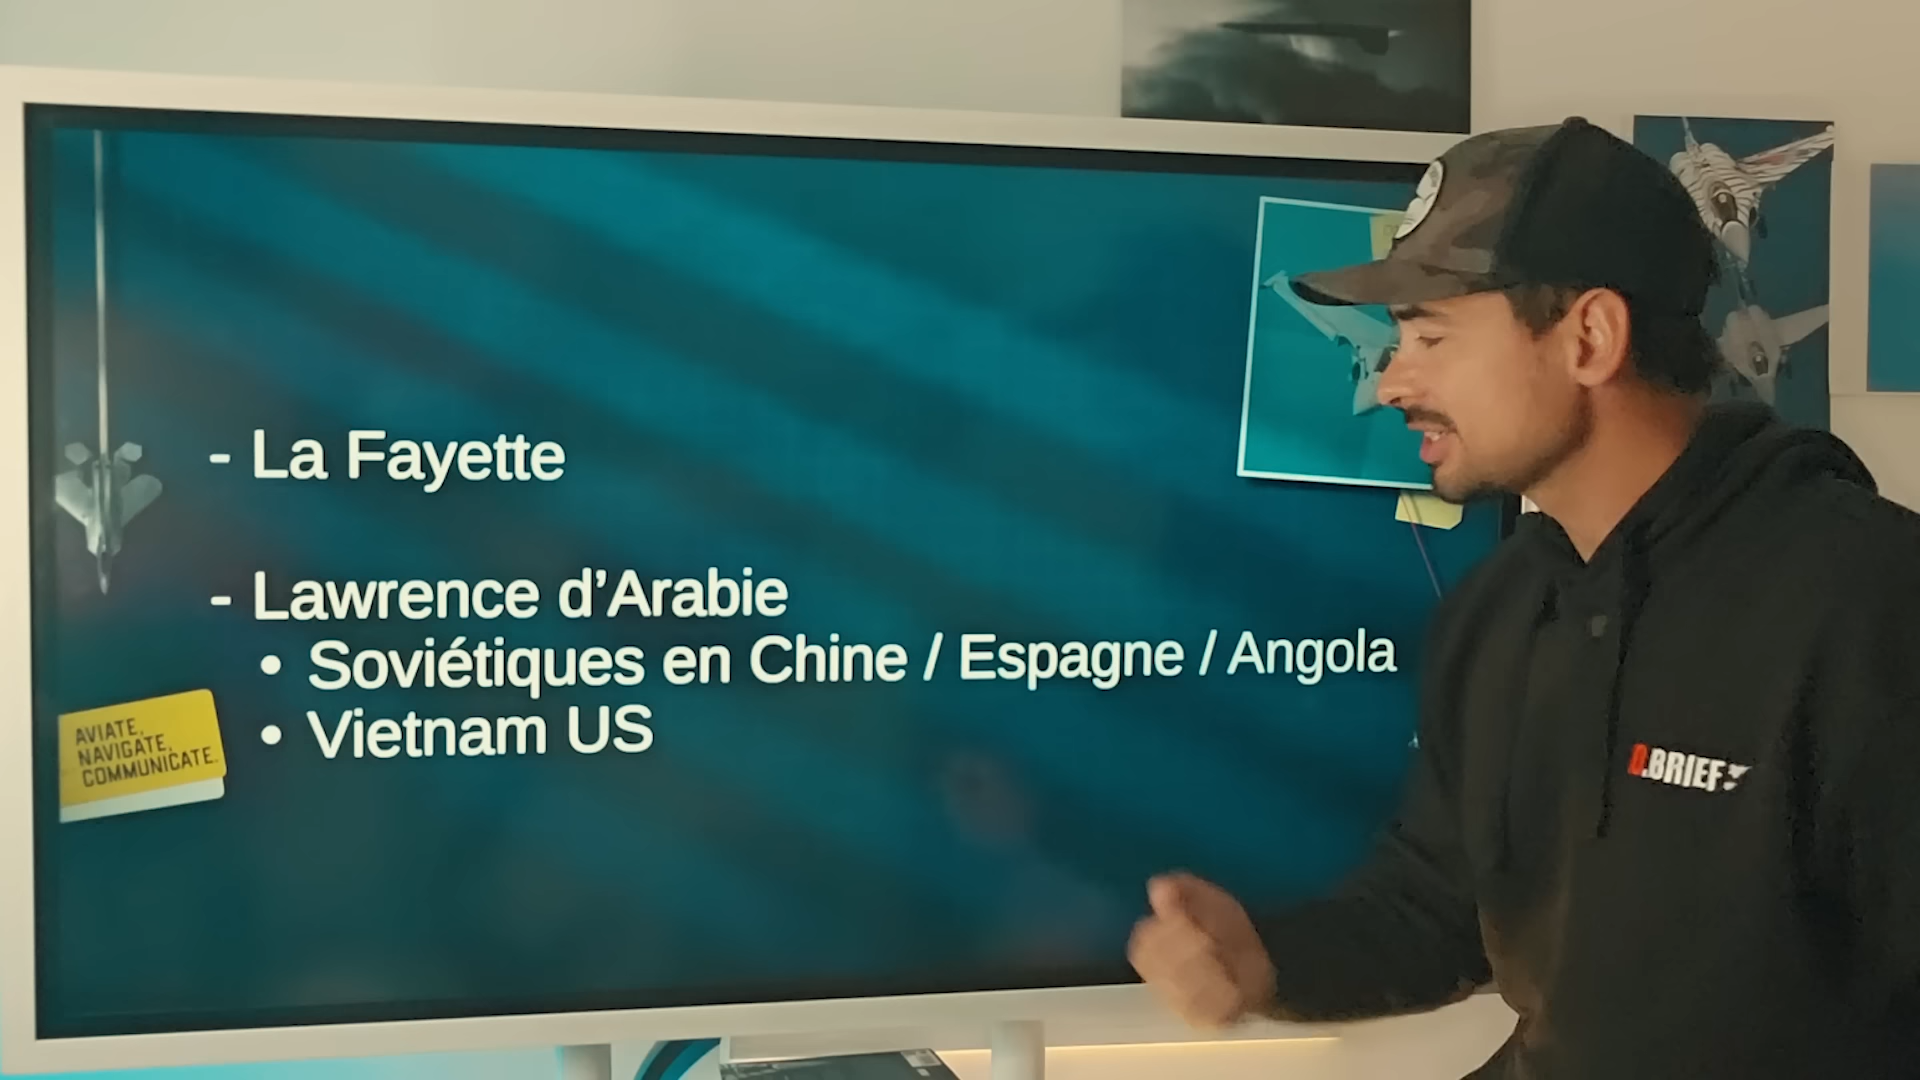 - La Fayette
- Lawrence d’Arabie
• Soviétiques en Chine / Espagne / Angola
• Vietnam US
AVIATE.
NAVIGATE.
COMMUNICATE.
D.BRIEF